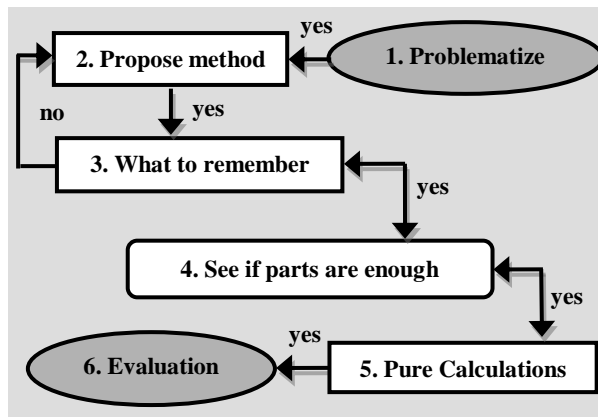 yes
1. Problematize
2. Propose method
no
yes
3. What to remember
yes
4. See if parts are enough
yes
yes
6. Evaluation
5. Pure Calculations